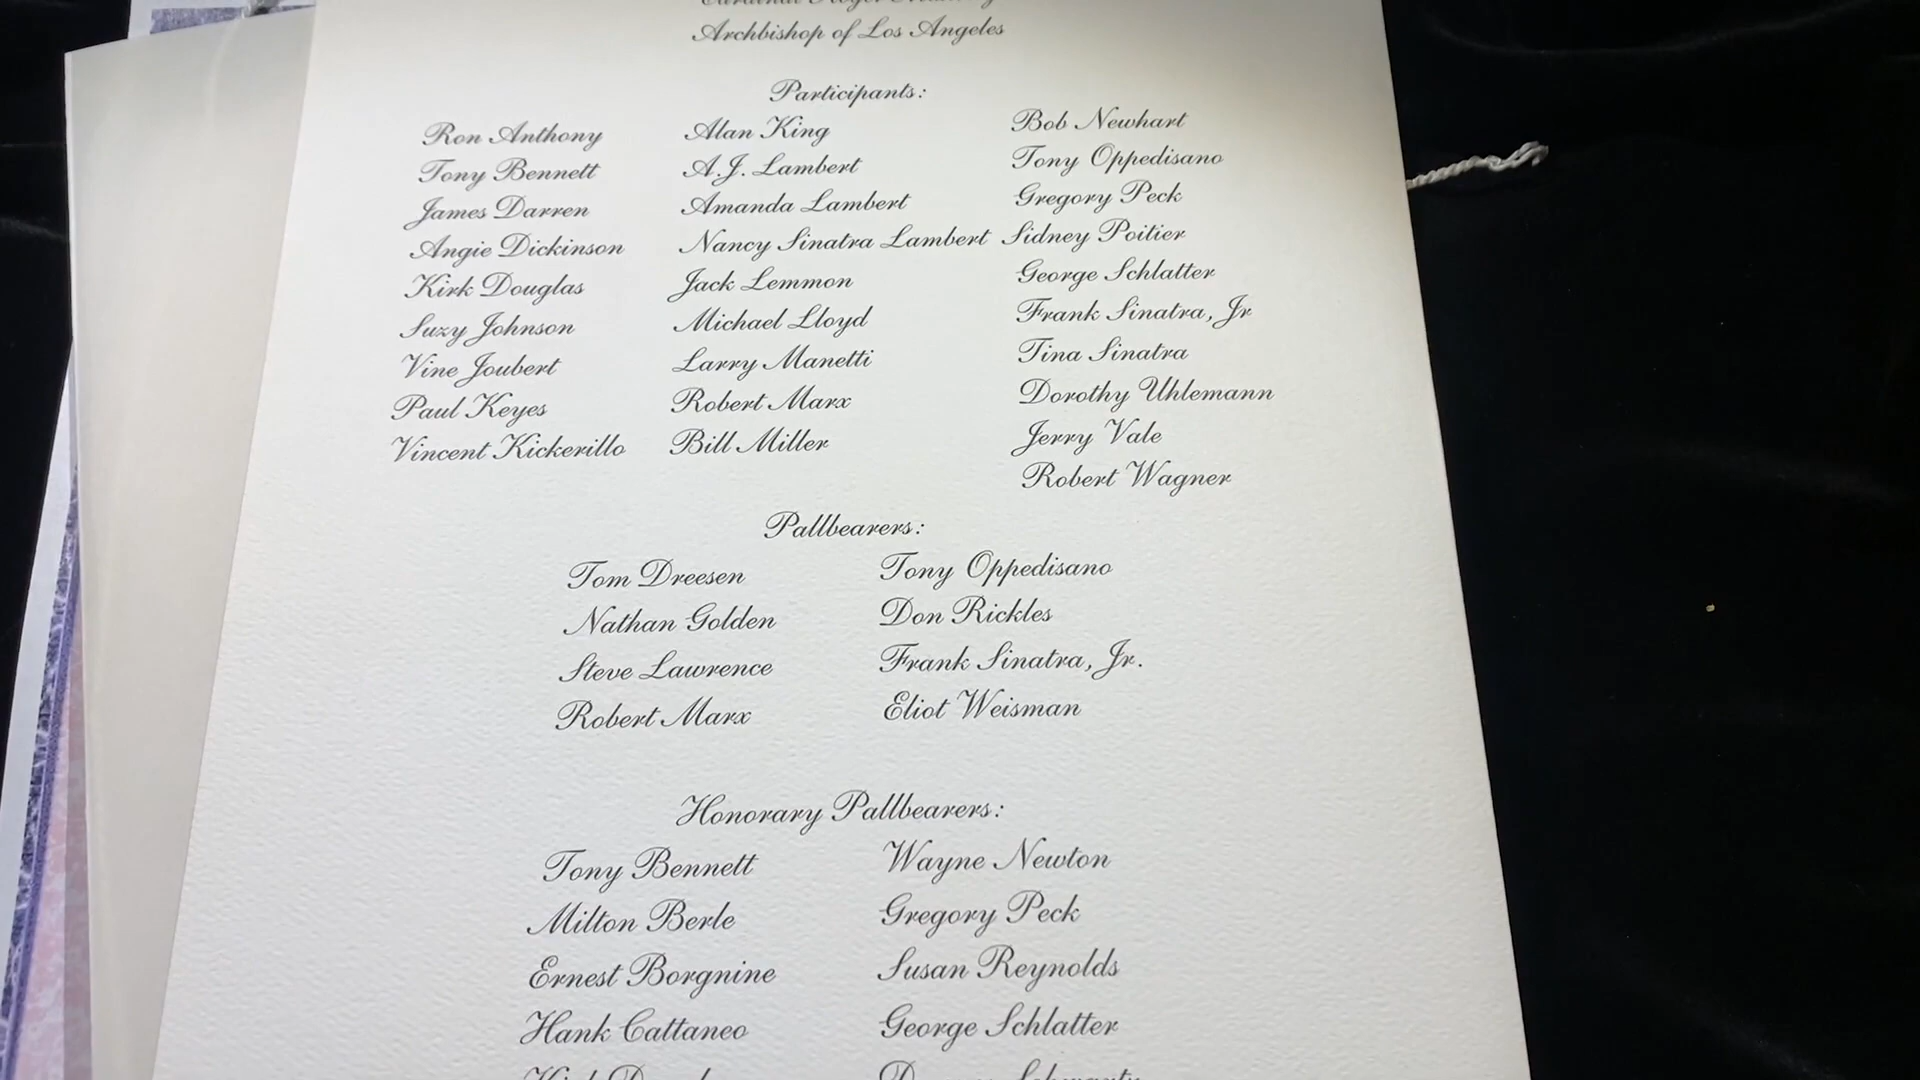 Archbishop of Los Angeles
Participants:
Ron Anthony
Tony Bennett
James Darren
Angie Dickinson
Kirk Douglas
Suzy Johnson
Vine Joubert
Paul Keyes
Vincent Kickerillo
Alan King
A.J. Lambert
Amanda Lambert
Nancy Sinatra Lambert
Jack Lemmon
Michael Lloyd
Larry Manetti
Robert Marx
Bill Miller
Bob Newhart
Tony Oppedisano
Gregory Peck
Sidney Poitier
George Schlatter
Frank Sinatra, Jr
Tina Sinatra
Dorothy Uhlemann
Jerry Vale
Robert Wagner
Pallbearers:
Tom Dreesen
Nathan Golden
Steve Lawrence
Robert Marx
Tony Oppedisano
Don Rickles
Frank Sinatra, Jr.
Eliot Weisman
Honorary Pallbearers:
Tony Bennett
Milton Berle
Ernest Borgnine
Hank Cattaneo
Wayne Newton
Gregory Peck
Susan Reynolds
George Schlatter